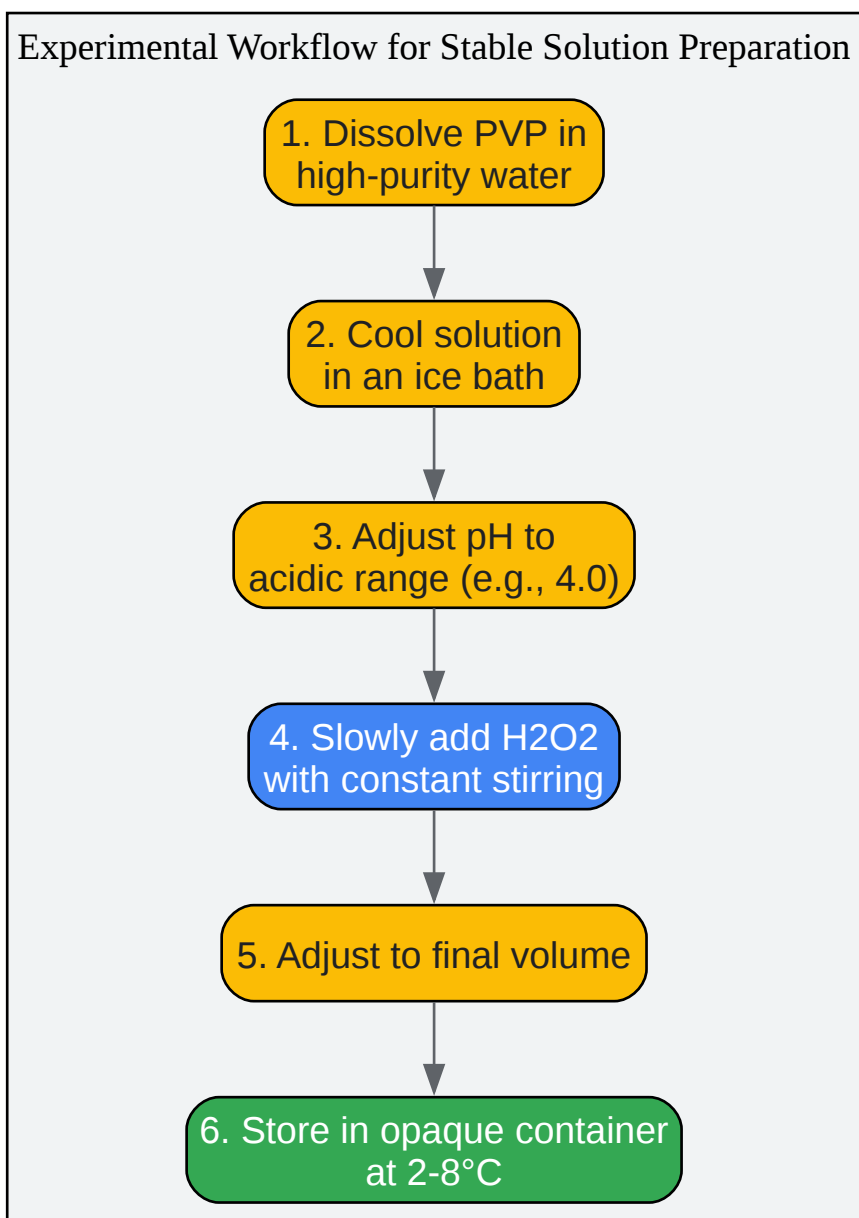 Experimental Workflow for Stable Solution Preparation
1. Dissolve PVP in
high-purity water
2. Cool solution
in an ice bath
3. Adjust pH to
acidic range (e.g., 4.0)
4. Slowly add H2O2
with constant stirring
5. Adjust to final volume
6. Store in opaque container
at 2-8°C